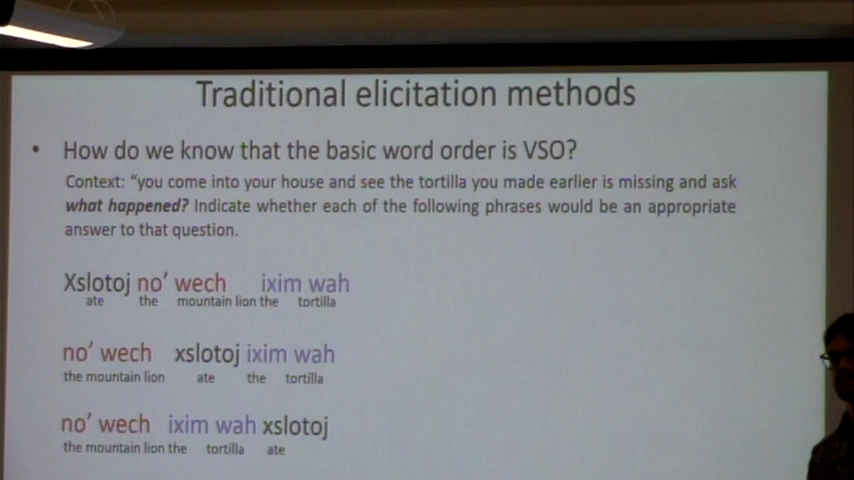 Traditional elicitation methods
• How do we know that the basic word order is VSO?
Context: “you come into your house and see the tortilla you made earlier is missing and ask
what happened? Indicate whether each of the following phrases would be an appropriate
answer to that question.
Xslotoj no’ wech ixim wah
ate the mountain lion the tortilla
no’ wech xslotoj ixim wah
the mountain lion ate the tortilla
no’ wech ixim wah xslotoj
the mountain lion the tortilla ate